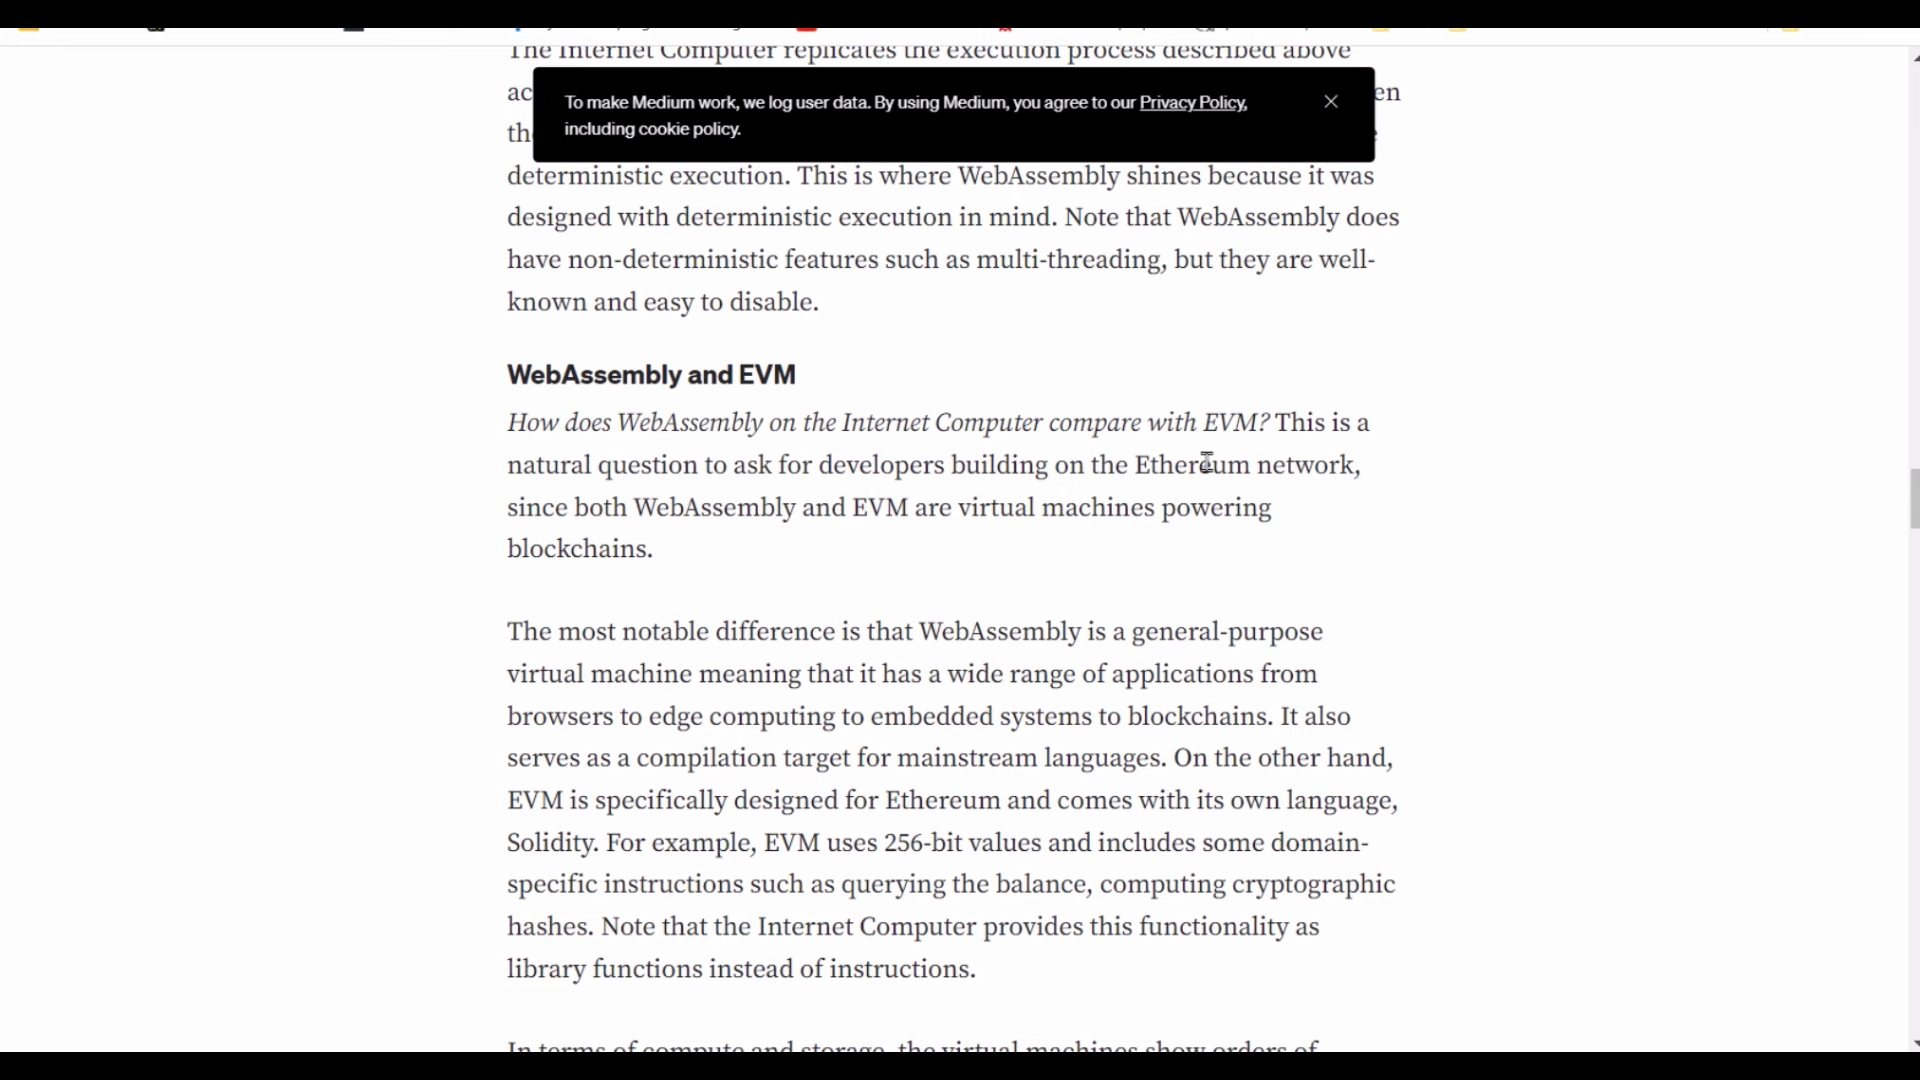 The Internet Computer replicates the execution process described above
ac
en
To make Medium work, we log user data. By using Medium, you agree to our Privacy Policy,
including cookie policy.
the
deterministic execution. This is where WebAssembly shines because it was
designed with deterministic execution in mind. Note that WebAssembly does
have non-deterministic features such as multi-threading, but they are well-
known and easy to disable.
WebAssembly and EVM
How does WebAssembly on the Internet Computer compare with EVM? This is a
natural question to ask for developers building on the Ethereum network,
since both WebAssembly and EVM are virtual machines powering
blockchains.
The most notable difference is that WebAssembly is a general-purpose
virtual machine meaning that it has a wide range of applications from
browsers to edge computing to embedded systems to blockchains. It also
serves as a compilation target for mainstream languages. On the other hand,
EVM is specifically designed for Ethereum and comes with its own language,
Solidity. For example, EVM uses 256-bit values and includes some domain-
specific instructions such as querying the balance, computing cryptographic
hashes. Note that the Internet Computer provides this functionality as
library functions instead of instructions.
In terms of compute and storage, the virtual machines show orders of